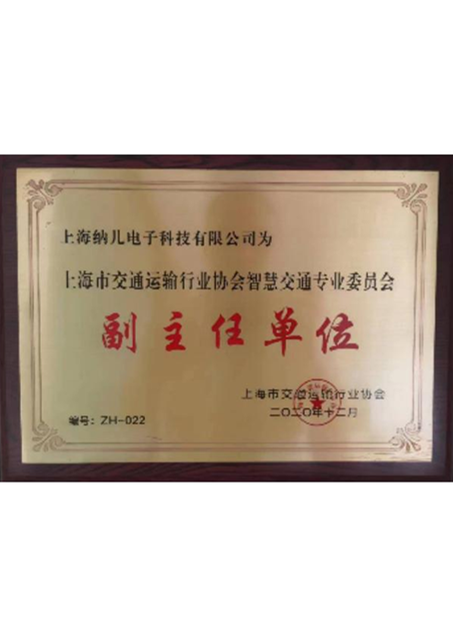 上海纳儿电子科技有限公司为
上海市交通运输行业协会智慧交通专业委员会
副主任单位
上海市交通运输行业协会
二〇二〇年十二月
编号：ZH-022